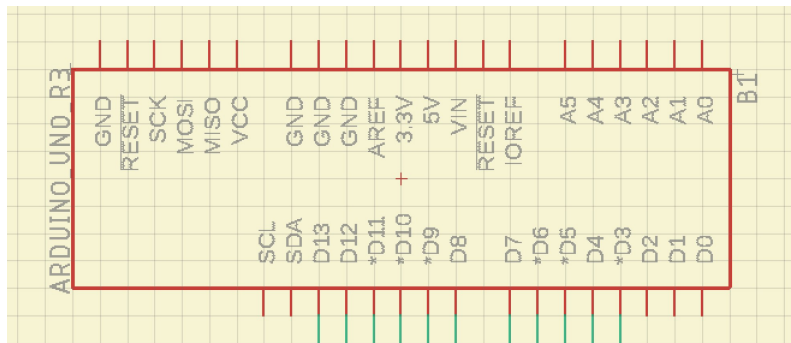 ARDUINO_UNO_R3
GND
RESET
SCK
MOSI
MISO
VCC
GND
GND
GND
AREF
3.3V
5V
VIN
RESET
IOREF
A5
A4
A3
A2
A1
A0
B1
SCL
SDA
D13
D12
*D11
*D10
*D9
D8
D7
*D6
*D5
D4
*D3
D2
D1
D0